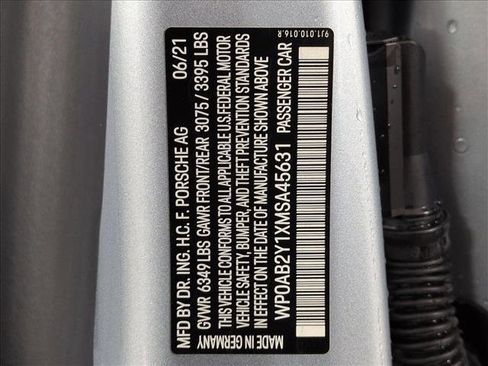 9J1.010.016.R
MFD BY DR. ING. H.C. F. PORSCHE AG 06/21
GVWR 6349 LBS GAWR FRONT/REAR 3075/ 3395 LBS
THIS VEHICLE CONFORMS TO ALL APPLICABLE U.S. FEDERAL MOTOR
VEHICLE SAFETY, BUMPER, AND THEFT PREVENTION STANDARDS
IN EFFECT ON THE DATE OF MANUFACTURE SHOWN ABOVE
WP0AB2Y1XMSA45631 PASSENGER CAR
MADE IN GERMANY